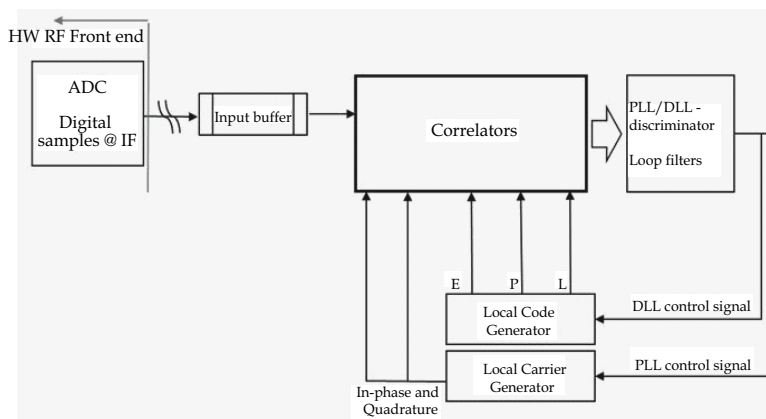 HW RF Front end
ADC
Digital
samples @ IF
Input buffer
Correlators
PLL/DLL -
discriminator
Loop filters
E P L
Local Code
Generator
DLL control signal
Local Carrier
Generator
PLL control signal
In-phase and
Quadrature